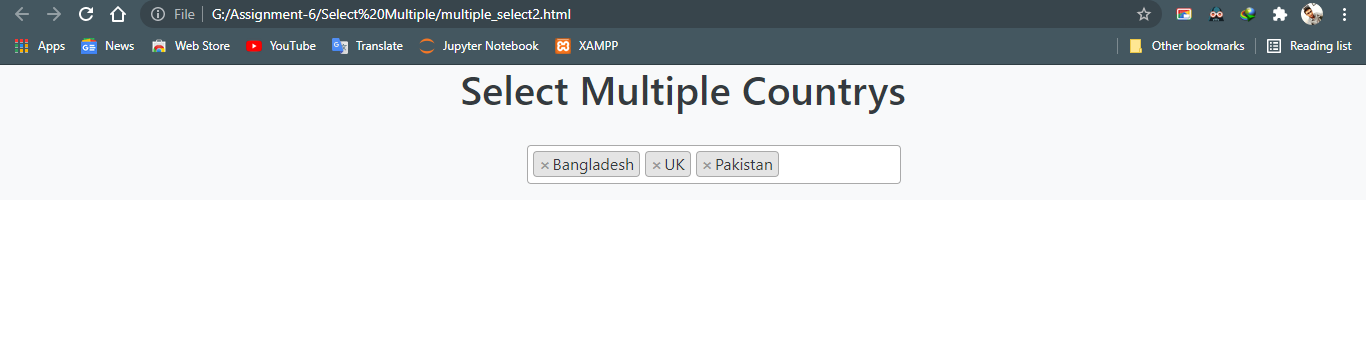 File G:/Assignment-6/Select%20Multiple/multiple_select2.html
Apps News Web Store YouTube Translate Jupyter Notebook XAMPP Other bookmarks Reading list
Select Multiple Countrys
×Bangladesh ×UK ×Pakistan